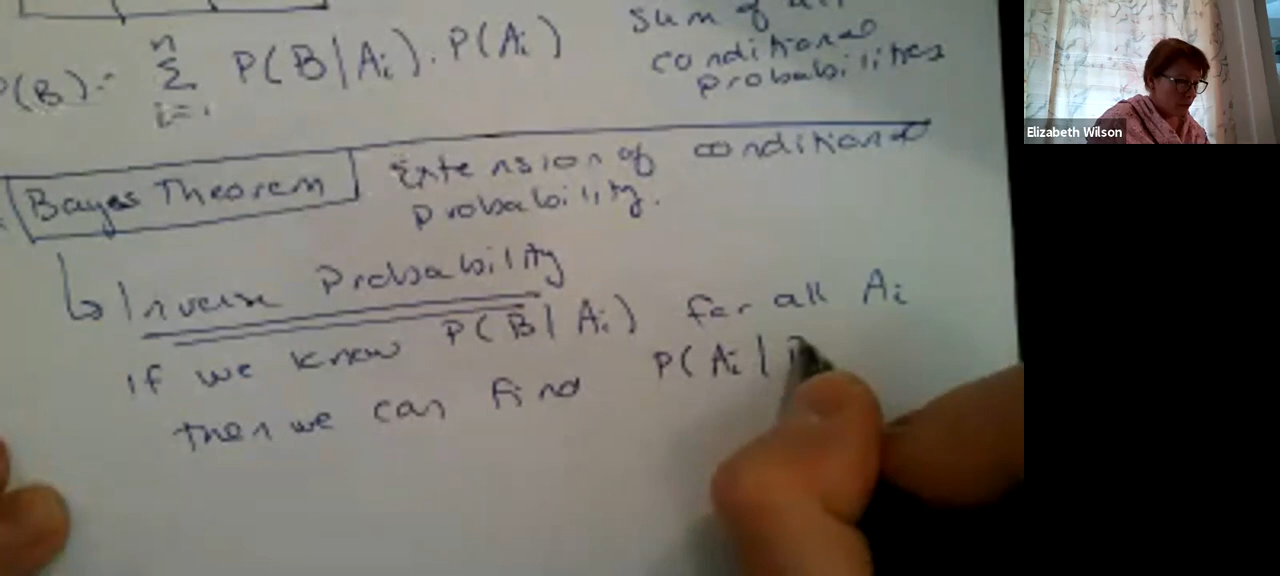 P(B) = n Σ i=1 P(B|Ai) . P(Ai)
sum of all
conditional
probabilities
Bayes Theorem
Extension of conditional
probability.
Inverse Probability
if we know P(B|Ai) for all Ai
then we can find P(Ai|
Elizabeth Wilson